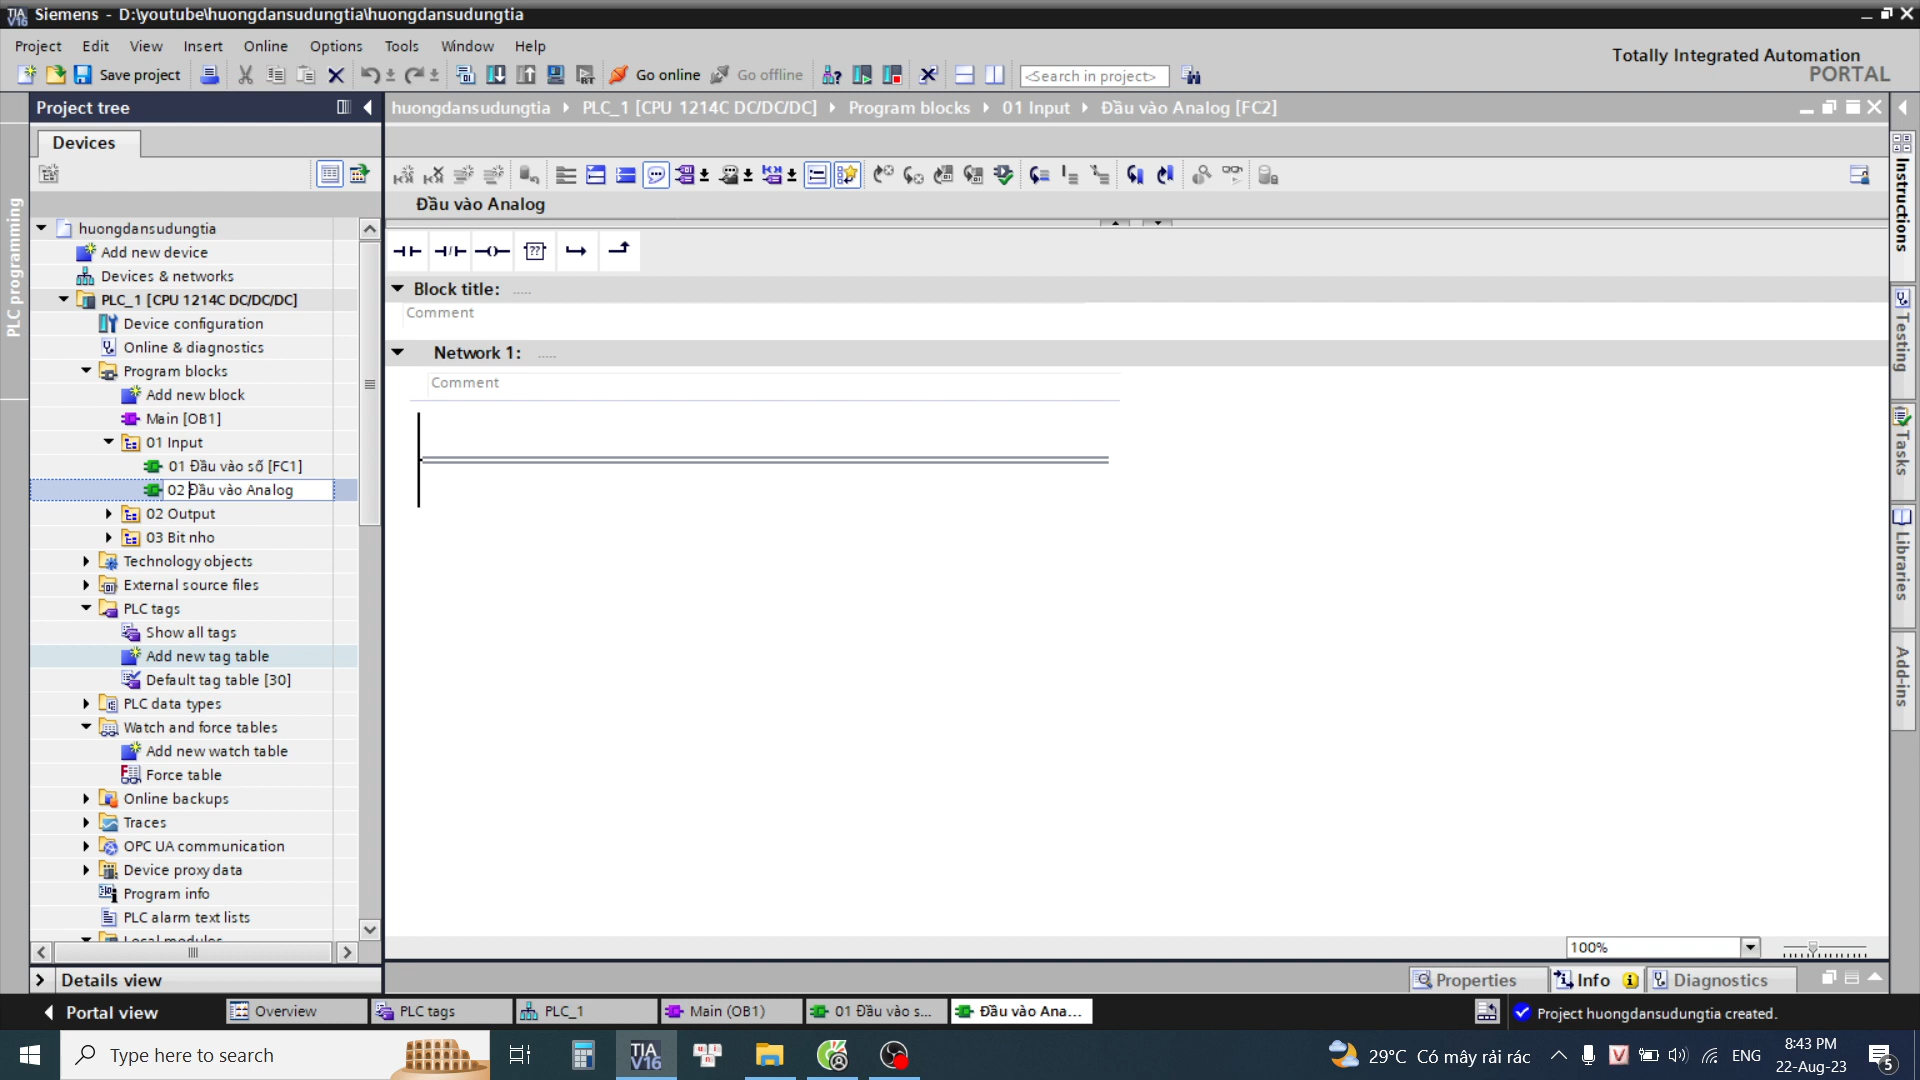 TIA V16 Siemens - D:\youtube\huongdansudungtia\huongdansudungtia
Project Edit View Insert Online Options Tools Window Help
Save project Go online Go offline <Search in project>
Totally Integrated Automation
PORTAL
Project tree
huongdansudungtia PLC_1 [CPU 1214C DC/DC/DC] Program blocks 01 Input Đầu vào Analog [FC2]
Devices
Đầu vào Analog
PLC programming
huongdansudungtia
Add new device
Devices & networks
PLC_1 [CPU 1214C DC/DC/DC]
Device configuration
Online & diagnostics
Program blocks
Add new block
Main [OB1]
01 Input
01 Đầu vào số [FC1]
02 Đầu vào Analog
02 Output
03 Bit nho
Technology objects
External source files
PLC tags
Show all tags
Add new tag table
Default tag table [30]
PLC data types
Watch and force tables
Add new watch table
Force table
Online backups
Traces
OPC UA communication
Device proxy data
Program info
PLC alarm text lists
Local modules
Details view
??
Block title: .....
Comment
Network 1: .....
Comment
100%
Instructions
Testing
Tasks
Libraries
Add-ins
Properties Info Diagnostics
Portal view Overview PLC tags PLC_1 Main (OB1) 01 Đầu vào s... Đầu vào Ana...
Project huongdansudungtia created.
Type here to search
TIA V16
29°C Có mây rải rác
V
ENG
8:43 PM
22-Aug-23
5